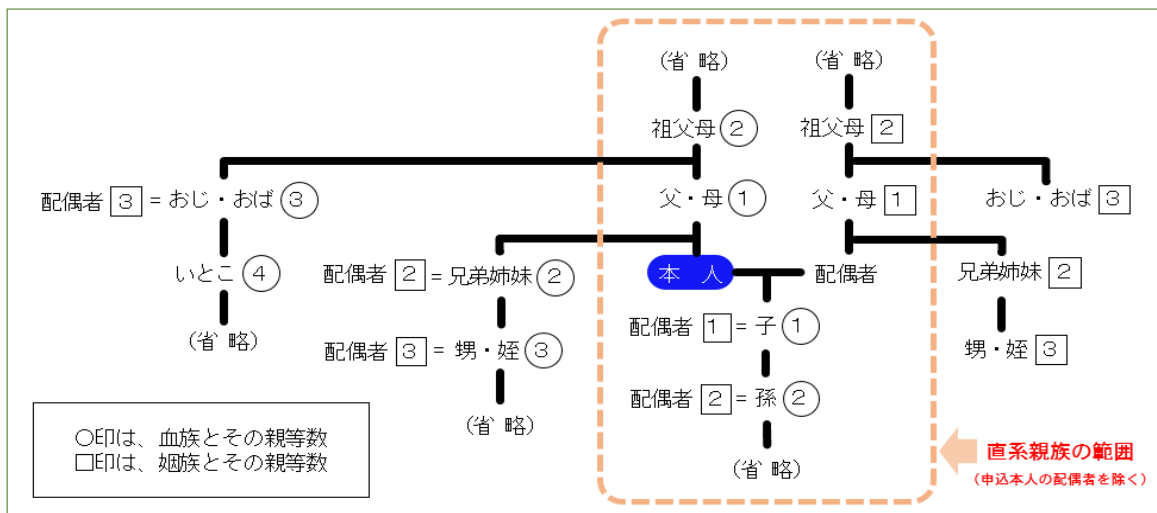 (省 略) (省 略)
祖父母 ② 祖父母 2
配偶者 3 = おじ・おば ③ 父・母 ① 父・母 1 おじ・おば 3
いとこ ④ 配偶者 2 = 兄弟姉妹 ② 本 人 配偶者 兄弟姉妹 2
配偶者 1 = 子 ①
(省 略) 配偶者 3 = 甥・姪 ③ 甥・姪 3
配偶者 2 = 孫 ②
(省 略)
(省 略)
○印は、血族とその親等数
□印は、姻族とその親等数
直系親族の範囲
(申込本人の配偶者を除く)